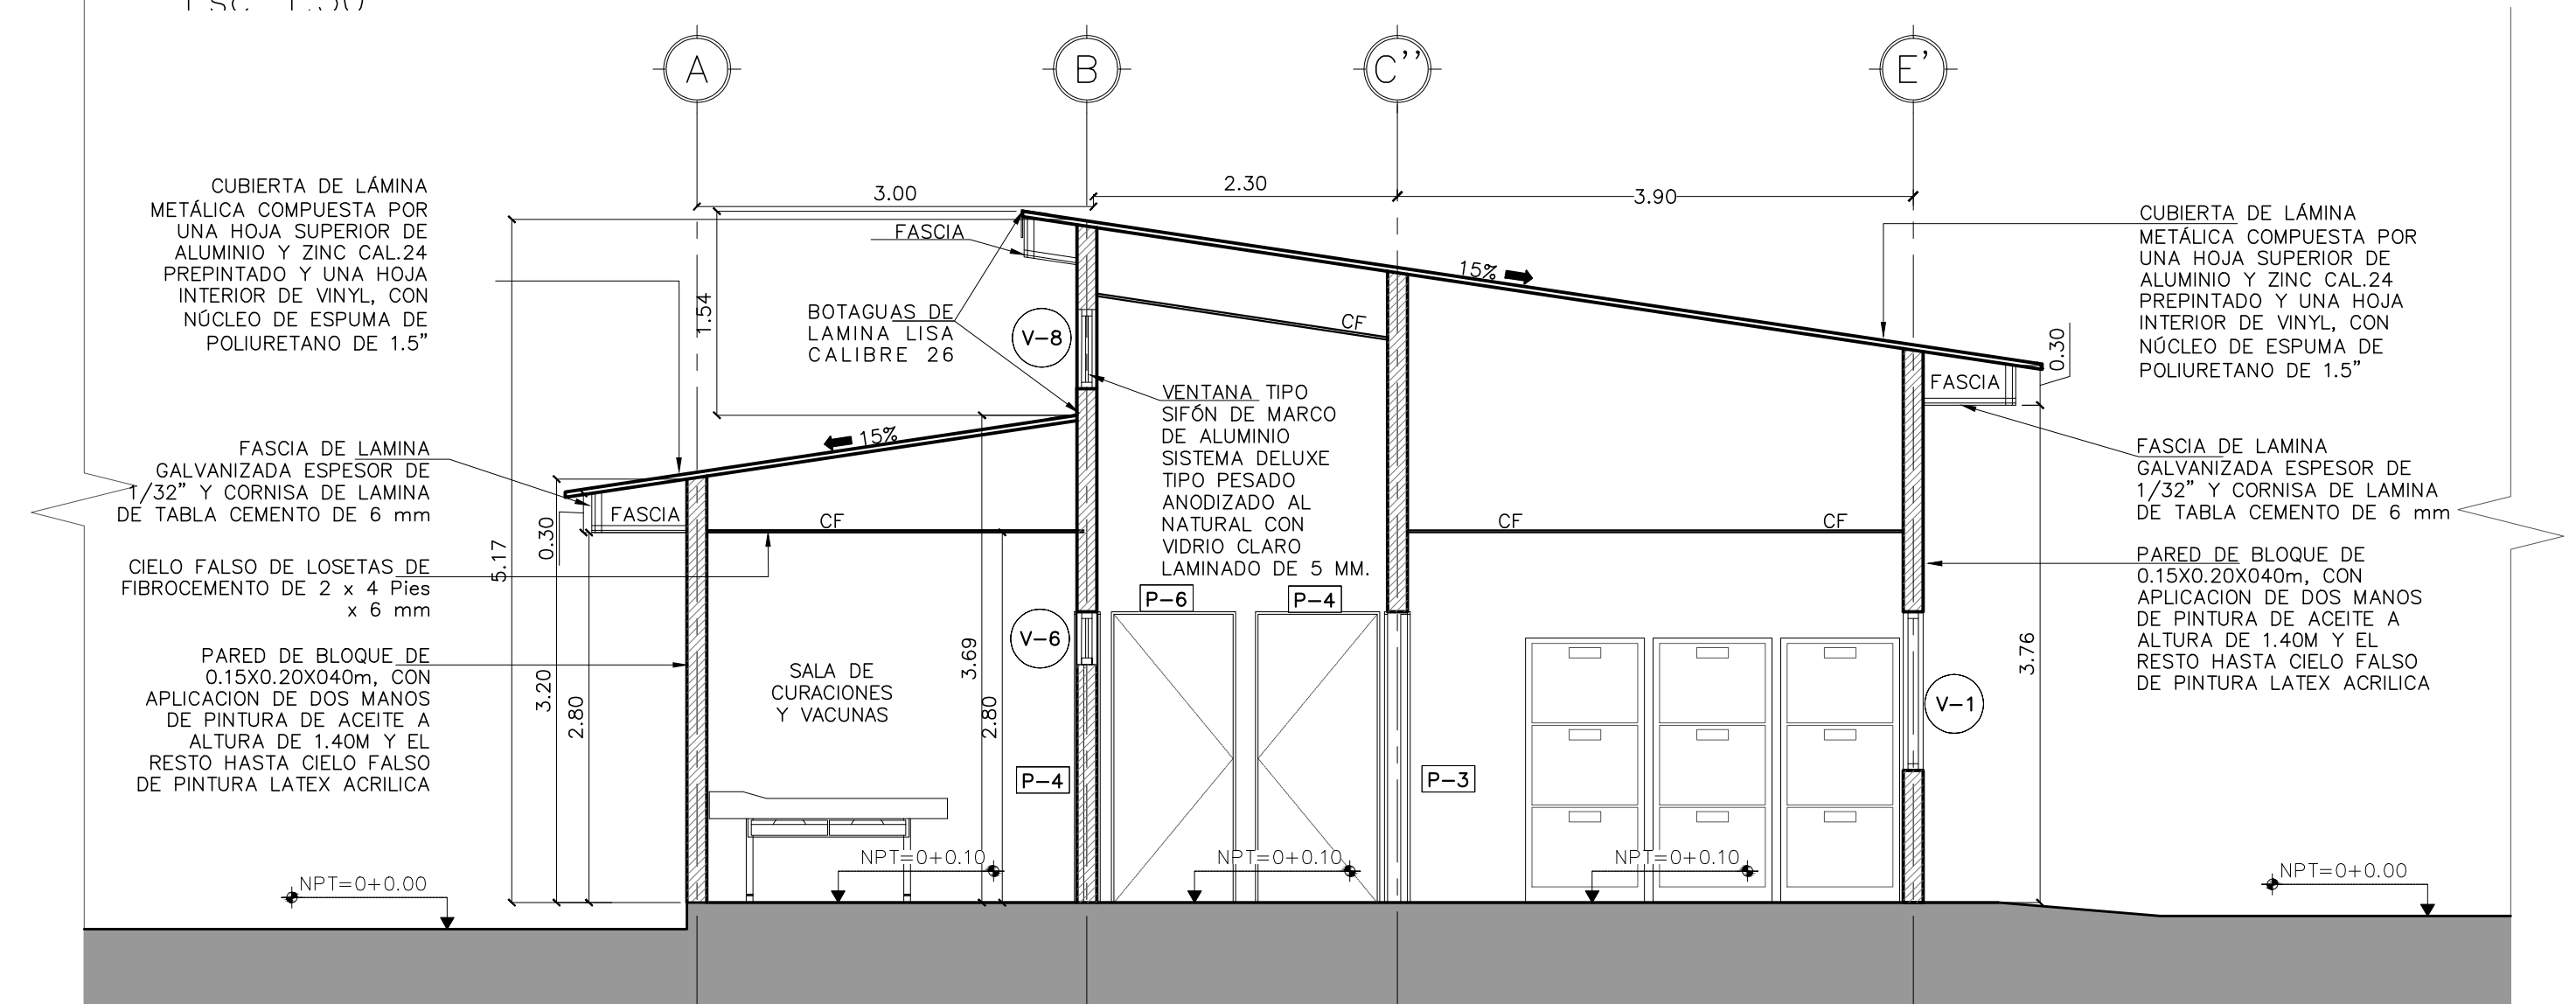 A
B
C''
E'
3.00
2.30
3.90
CUBIERTA DE LÁMINA
METÁLICA COMPUESTA POR
UNA HOJA SUPERIOR DE
ALUMINIO Y ZINC CAL.24
PREPINTADO Y UNA HOJA
INTERIOR DE VINYL, CON
NÚCLEO DE ESPUMA DE
POLIURETANO DE 1.5"
FASCIA DE LAMINA
GALVANIZADA ESPESOR DE
1/32" Y CORNISA DE LAMINA
DE TABLA CEMENTO DE 6 mm
CIELO FALSO DE LOSETAS DE
FIBROCEMENTO DE 2 x 4 Pies
x 6 mm
PARED DE BLOQUE DE
0.15X0.20X040m, CON
APLICACION DE DOS MANOS
DE PINTURA DE ACEITE A
ALTURA DE 1.40M Y EL
RESTO HASTA CIELO FALSO
DE PINTURA LATEX ACRILICA
NPT=0+0.00
5.17
0.30
3.20
2.80
1.54
FASCIA
BOTAGUAS DE
LAMINA LISA
CALIBRE 26
15%
FASCIA
CF
SALA DE
CURACIONES
Y VACUNAS
3.69
2.80
V-8
V-6
P-4
NPT=0+0.10
15%
CF
VENTANA TIPO
SIFÓN DE MARCO
DE ALUMINIO
SISTEMA DELUXE
TIPO PESADO
ANODIZADO AL
NATURAL CON
VIDRIO CLARO
LAMINADO DE 5 MM.
P-6
P-4
NPT=0+0.10
CF
CF
P-3
NPT=0+0.10
V-1
FASCIA
0.30
3.76
CUBIERTA DE LÁMINA
METÁLICA COMPUESTA POR
UNA HOJA SUPERIOR DE
ALUMINIO Y ZINC CAL.24
PREPINTADO Y UNA HOJA
INTERIOR DE VINYL, CON
NÚCLEO DE ESPUMA DE
POLIURETANO DE 1.5"
FASCIA DE LAMINA
GALVANIZADA ESPESOR DE
1/32" Y CORNISA DE LAMINA
DE TABLA CEMENTO DE 6 mm
PARED DE BLOQUE DE
0.15X0.20X040m, CON
APLICACION DE DOS MANOS
DE PINTURA DE ACEITE A
ALTURA DE 1.40M Y EL
RESTO HASTA CIELO FALSO
DE PINTURA LATEX ACRILICA
NPT=0+0.00